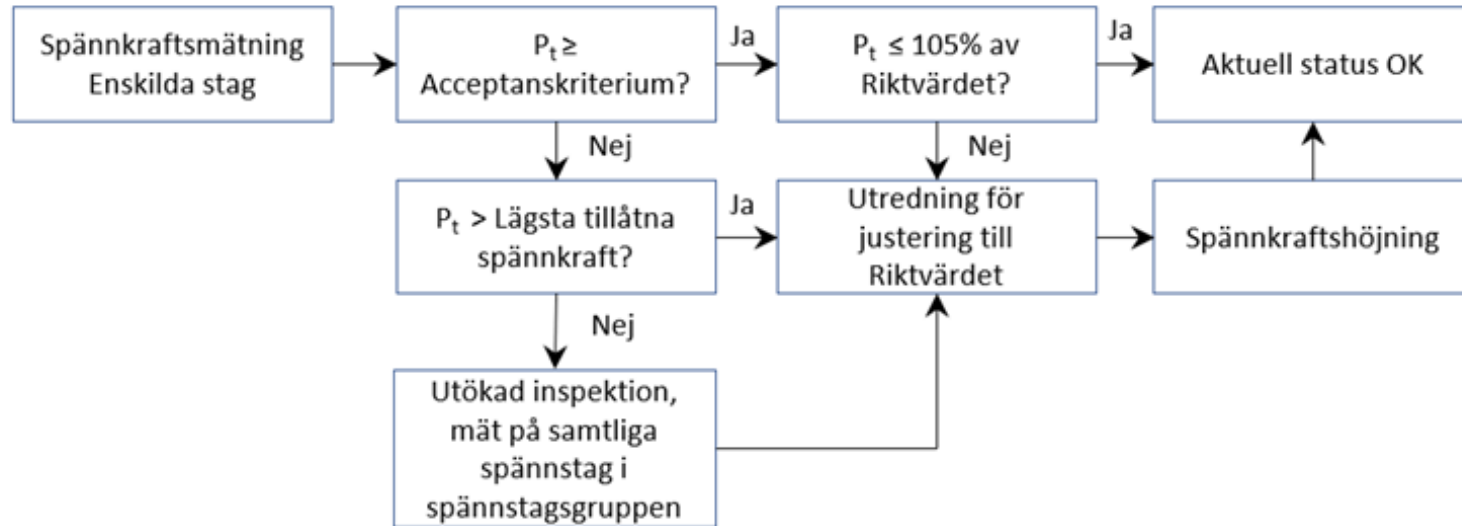 Spännkraftsmätning
Enskilda stag
Pt ≥
Acceptanskriterium?
Ja
Pt ≤ 105% av
Riktvärdet?
Ja
Aktuell status OK
Nej
Nej
Pt > Lägsta tillåtna
spännkraft?
Ja
Utredning för
justering till
Riktvärdet
Spännkraftshöjning
Nej
Utökad inspektion,
mät på samtliga
spännstag i
spännstagsgruppen